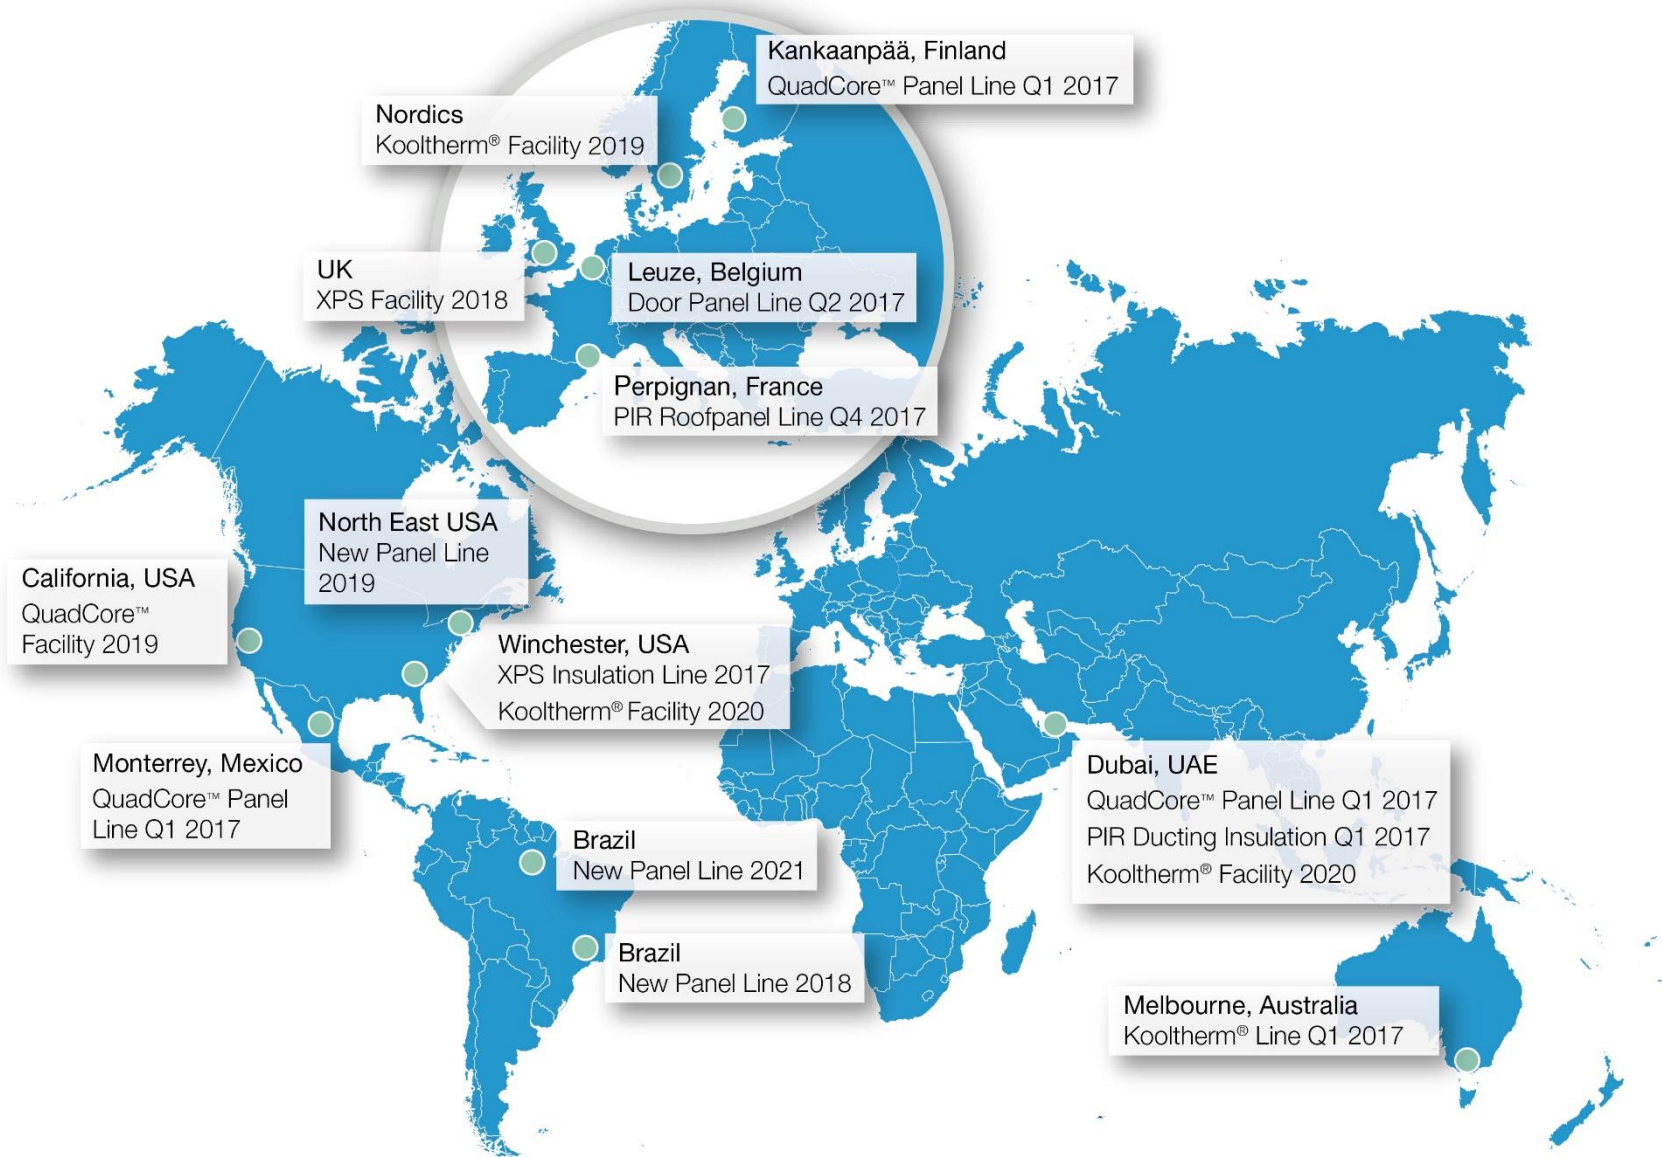 Kankaanpää, Finland
QuadCore™ Panel Line Q1 2017
Nordics
Kooltherm® Facility 2019
UK
XPS Facility 2018
Leuze, Belgium
Door Panel Line Q2 2017
Perpignan, France
PIR Roofpanel Line Q4 2017
North East USA
New Panel Line
2019
California, USA
QuadCore™
Facility 2019
Winchester, USA
XPS Insulation Line 2017
Kooltherm® Facility 2020
Monterrey, Mexico
QuadCore™ Panel
Line Q1 2017
Dubai, UAE
QuadCore™ Panel Line Q1 2017
PIR Ducting Insulation Q1 2017
Kooltherm® Facility 2020
Brazil
New Panel Line 2021
Brazil
New Panel Line 2018
Melbourne, Australia
Kooltherm® Line Q1 2017